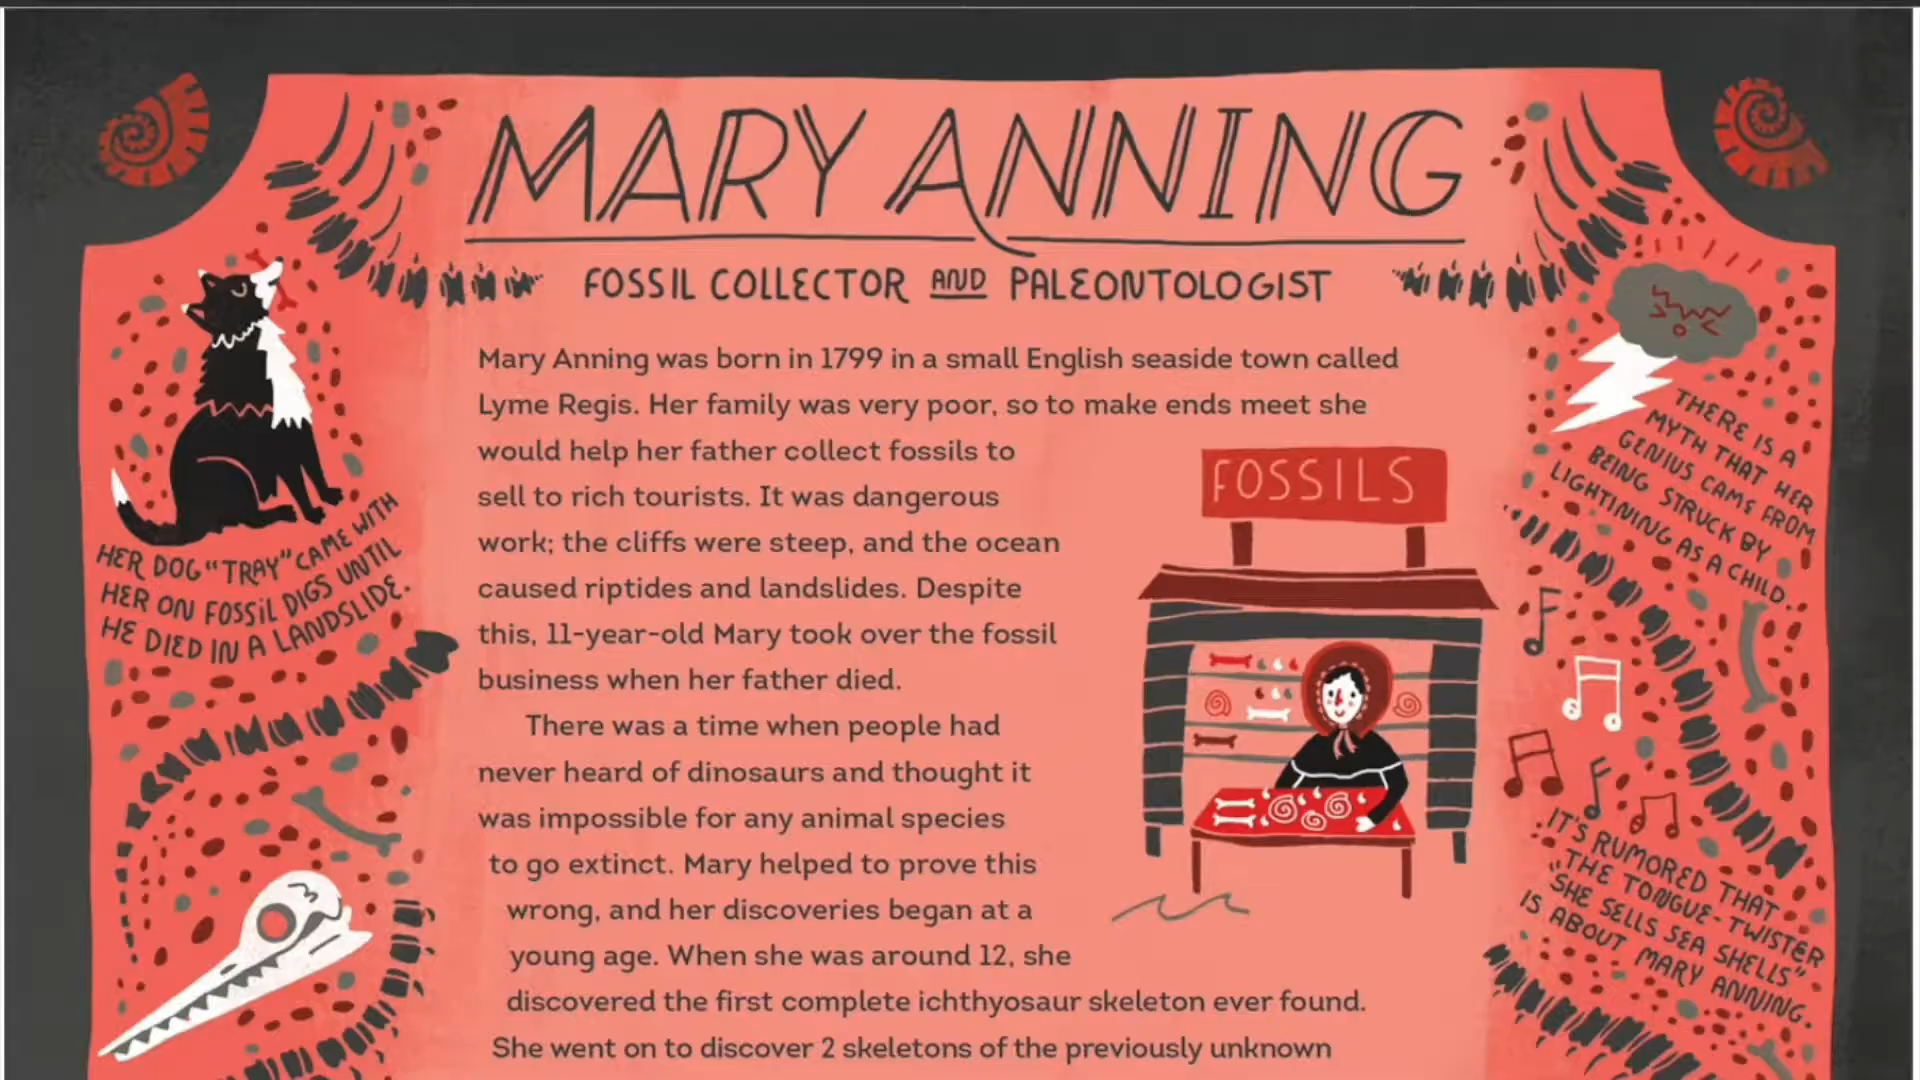 MARY ANNING
FOSSIL COLLECTOR AND PALEONTOLOGIST
Mary Anning was born in 1799 in a small English seaside town called
Lyme Regis. Her family was very poor, so to make ends meet she
would help her father collect fossils to
sell to rich tourists. It was dangerous
work; the cliffs were steep, and the ocean
caused riptides and landslides. Despite
this, 11-year-old Mary took over the fossil
business when her father died.
There was a time when people had
never heard of dinosaurs and thought it
was impossible for any animal species
to go extinct. Mary helped to prove this
wrong, and her discoveries began at a
young age. When she was around 12, she
discovered the first complete ichthyosaur skeleton ever found.
She went on to discover 2 skeletons of the previously unknown
HER DOG "TRAY" CAME WITH
HER ON FOSSIL DIGS UNTIL
HE DIED IN A LANDSLIDE.
FOSSILS
THERE IS A
MYTH THAT HER
GENIUS CAME FROM
BEING STRUCK BY
LIGHTINING AS A CHILD.
IT'S RUMORED THAT
THE TONGUE-TWISTER
"SHE SELLS SEA SHELLS"
IS ABOUT MARY ANNING.